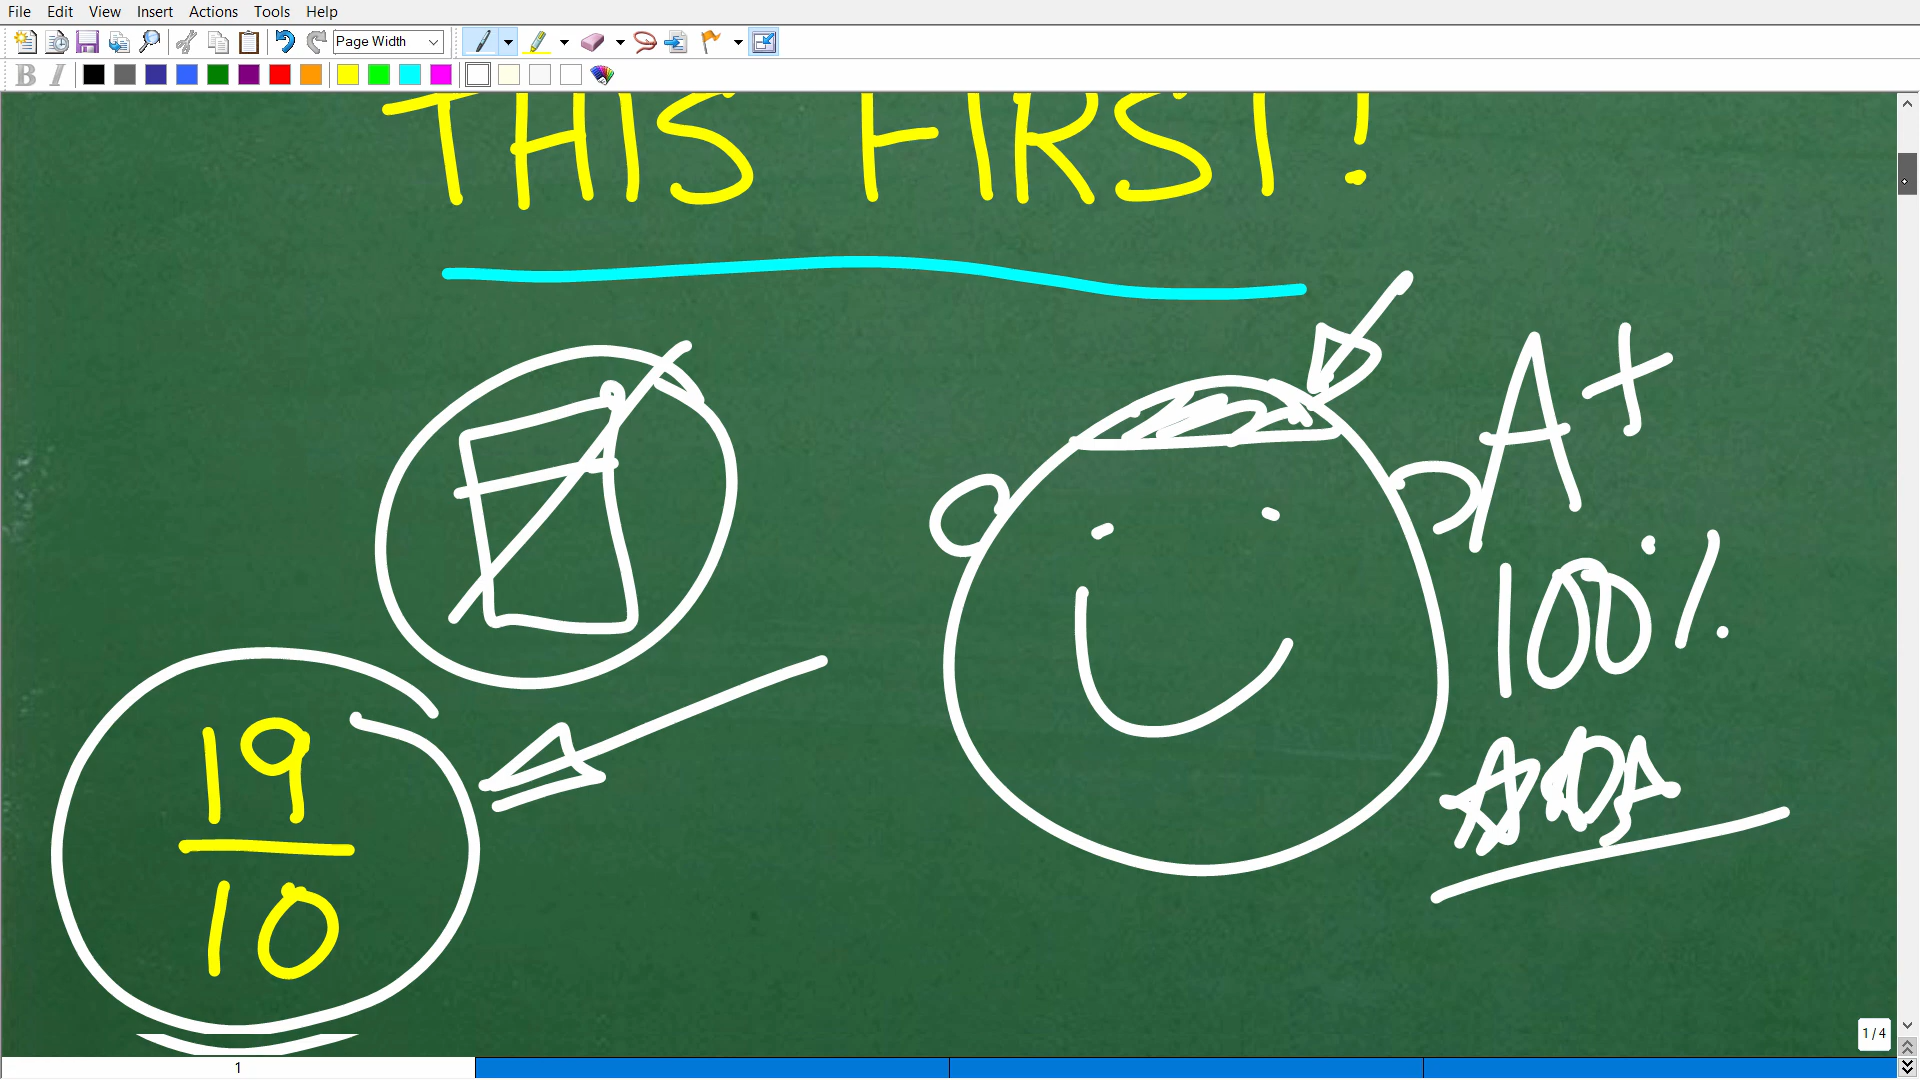 File Edit View Insert Actions Tools Help
Page Width
B I
THIS FIRST!
A+
100%
19
10
1 / 4
1